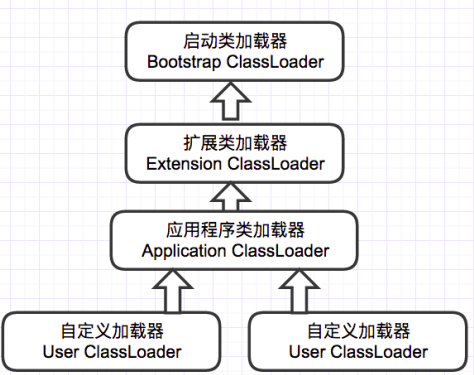 启动类加载器
Bootstrap ClassLoader
扩展类加载器
Extension ClassLoader
应用程序类加载器
Application ClassLoader
自定义加载器
User ClassLoader
自定义加载器
User ClassLoader